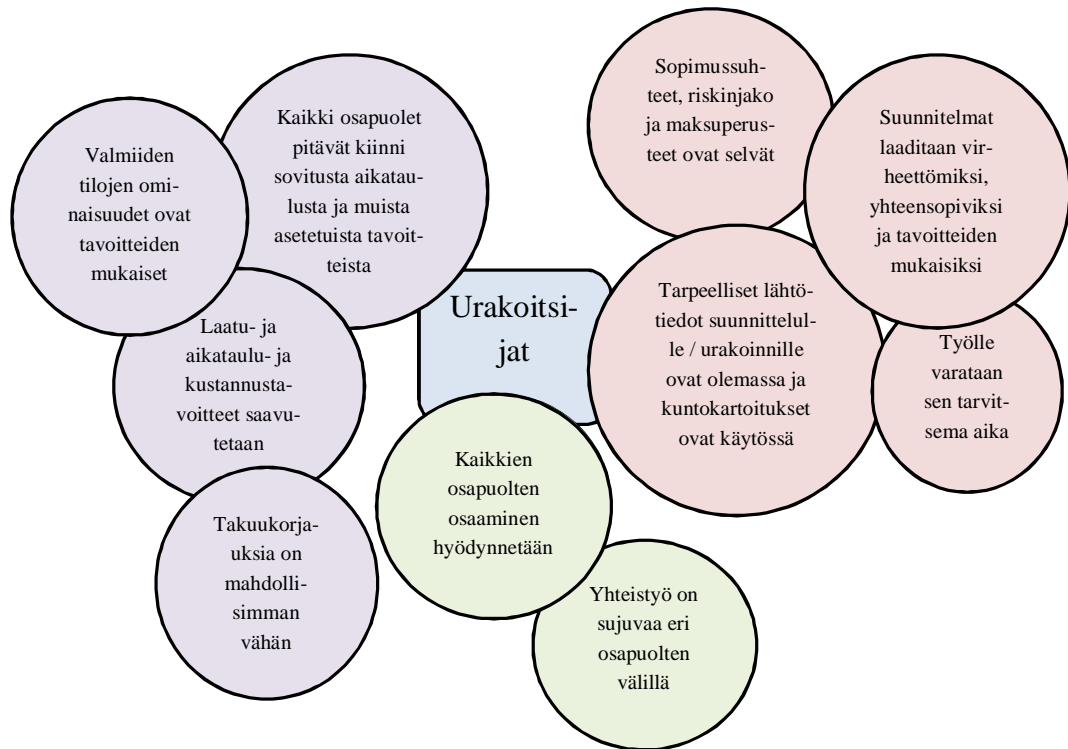 Sopimussuh-
teet, riskinjako
ja maksuperus-
teet ovat selvät
Suunnitelmat
laaditaan vir-
heettömiksi,
yhteensopiviksi
ja tavoitteiden
mukaisiksi
Kaikki osapuolet
pitävät kiinni
sovitusta aikatau-
lusta ja muista
asetetuista tavoit-
teista
Valmiiden
tilojen omi-
naisuudet ovat
tavoitteiden
mukaiset
Urakoitsi-
jat
Tarpeelliset lähtö-
tiedot suunnittelul-
le / urakoinnille
ovat olemassa ja
kuntokartoitukset
ovat käytössä
Laatu- ja
aikataulu- ja
kustannusta-
voitteet saavu-
tetaan
Työlle
varataan
sen tarvit-
sema aika
Kaikkien
osapuolten
osaaminen
hyödynnetään
Takuukorja-
uksia on
mahdolli-
simman
vähän
Yhteistyö on
sujuvaa eri
osapuolten
välillä